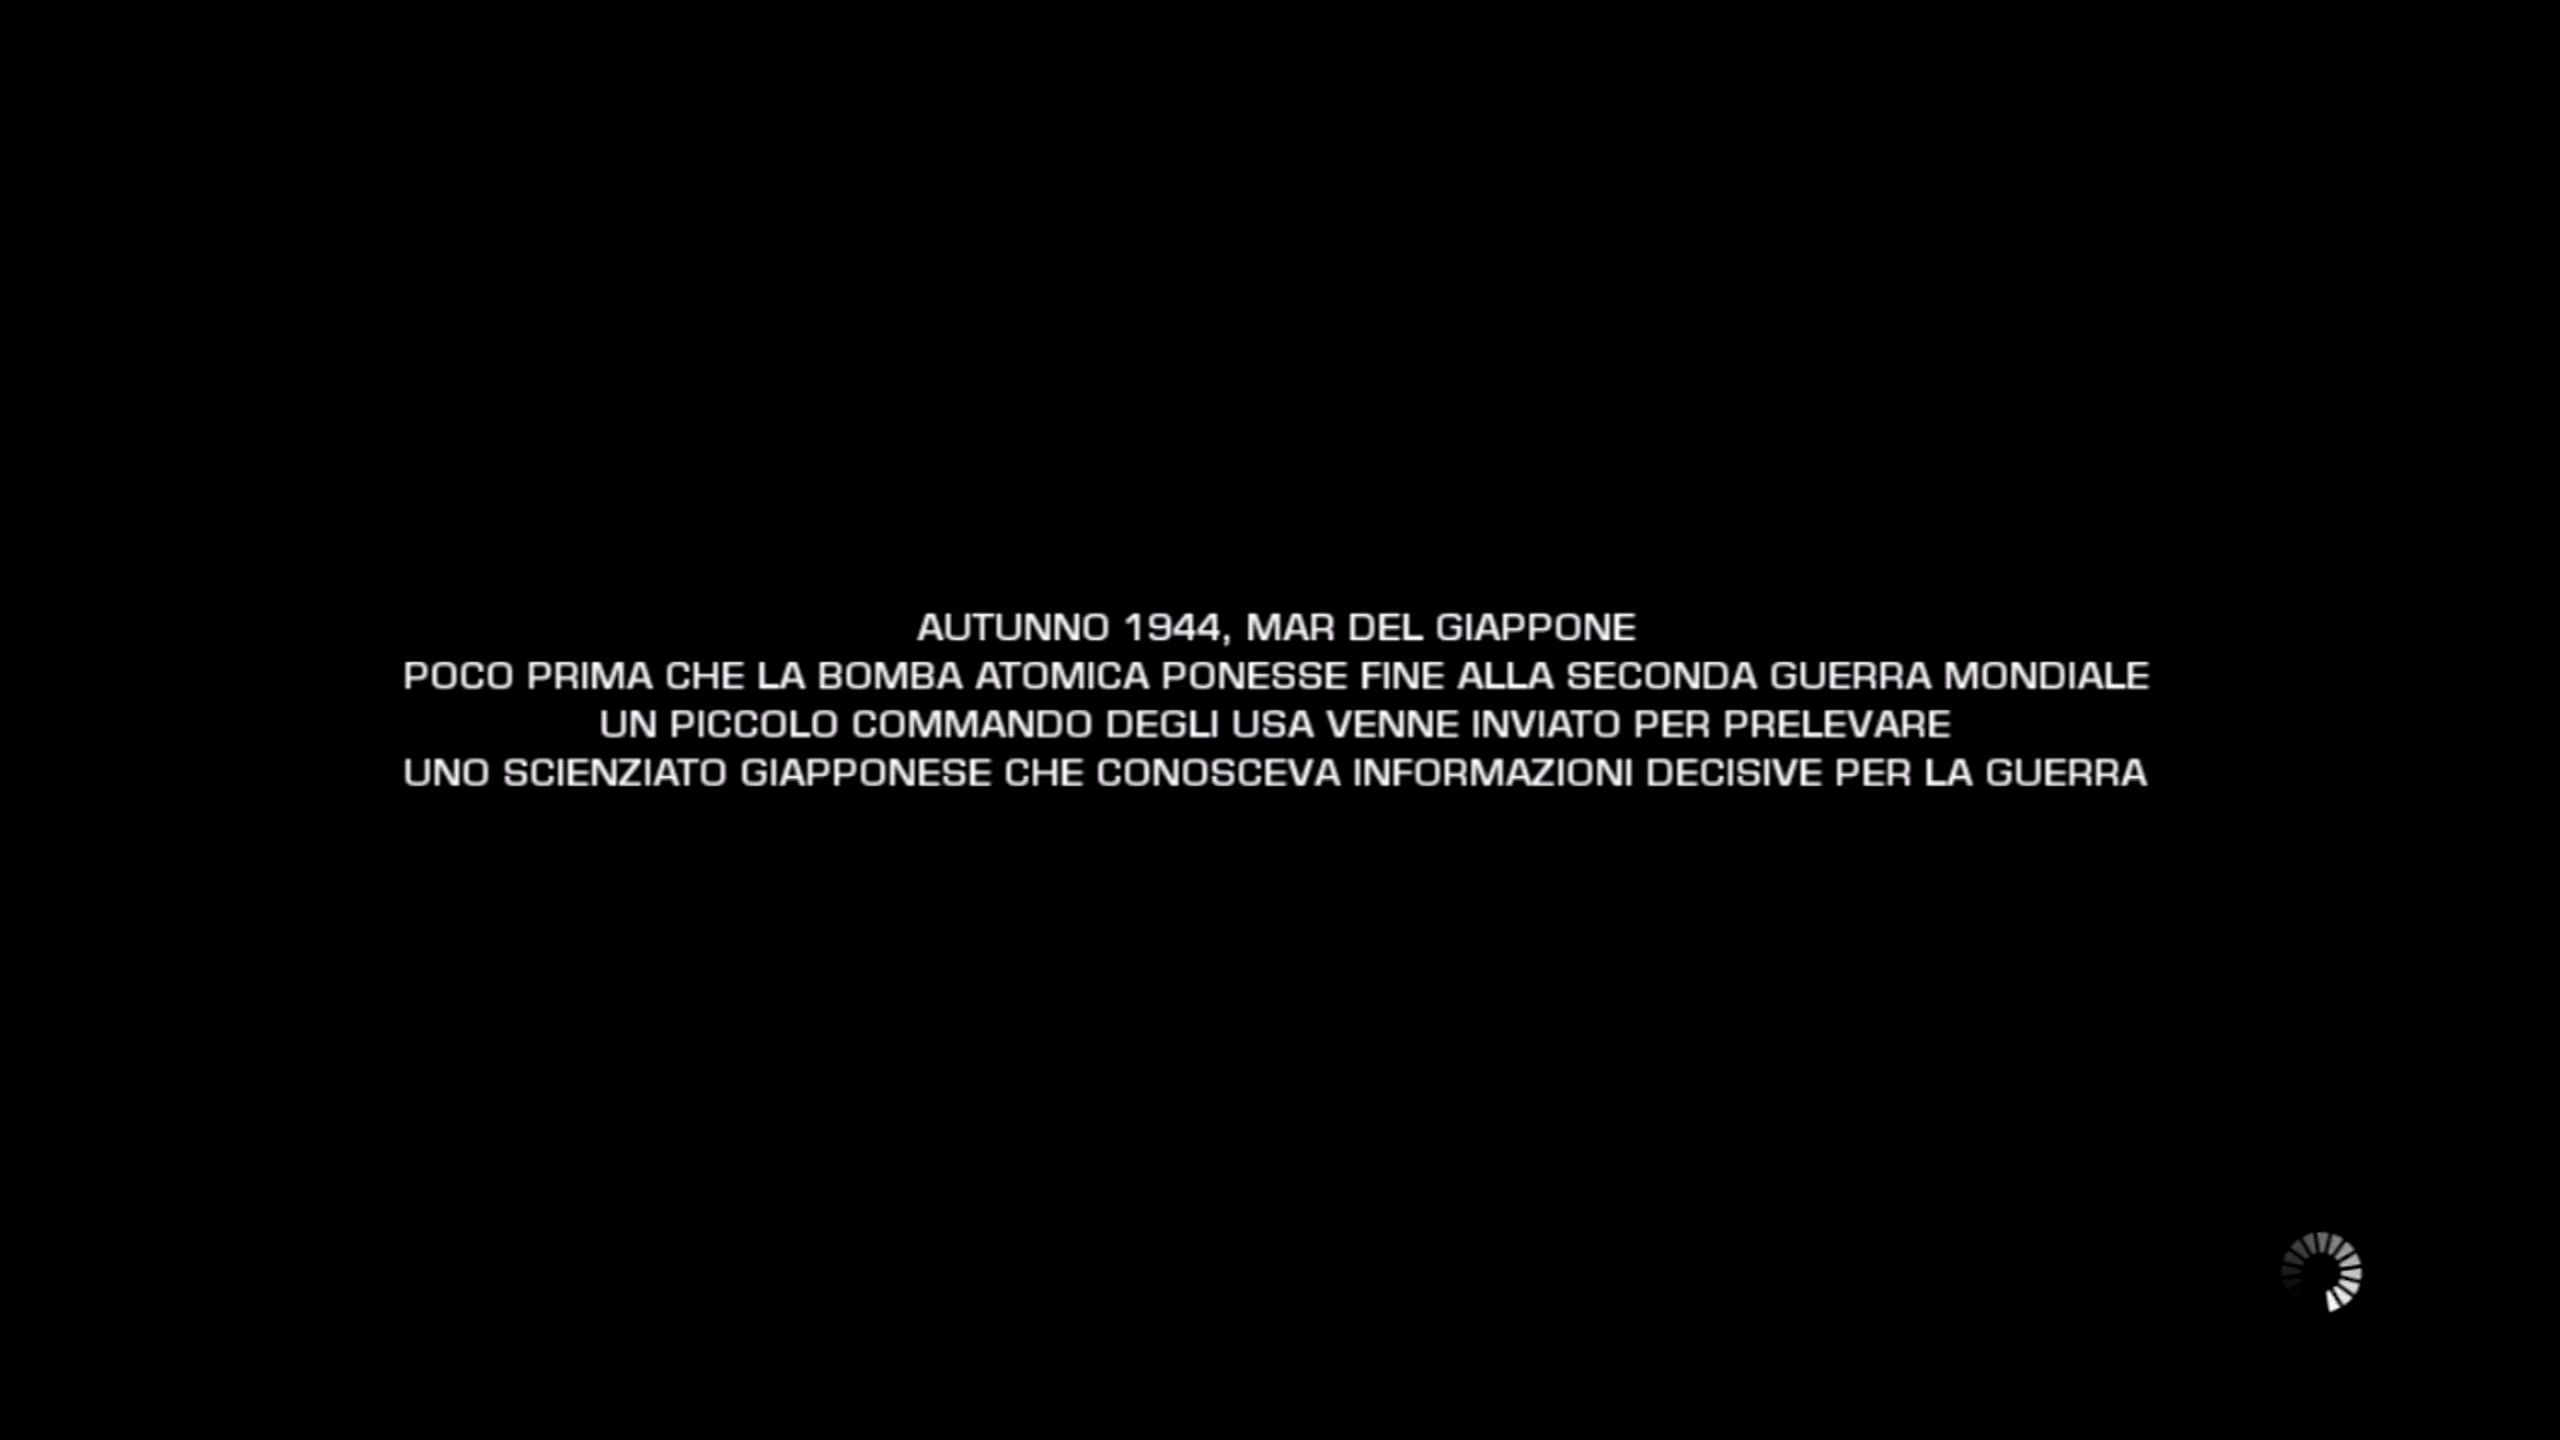 AUTUNNO 1944, MAR DEL GIAPPONE
POCO PRIMA CHE LA BOMBA ATOMICA PONESSE FINE ALLA SECONDA GUERRA MONDIALE
UN PICCOLO COMMANDO DEGLI USA VENNE INVIATO PER PRELEVARE
UNO SCIENZIATO GIAPPONESE CHE CONOSCEVA INFORMAZIONI DECISIVE PER LA GUERRA